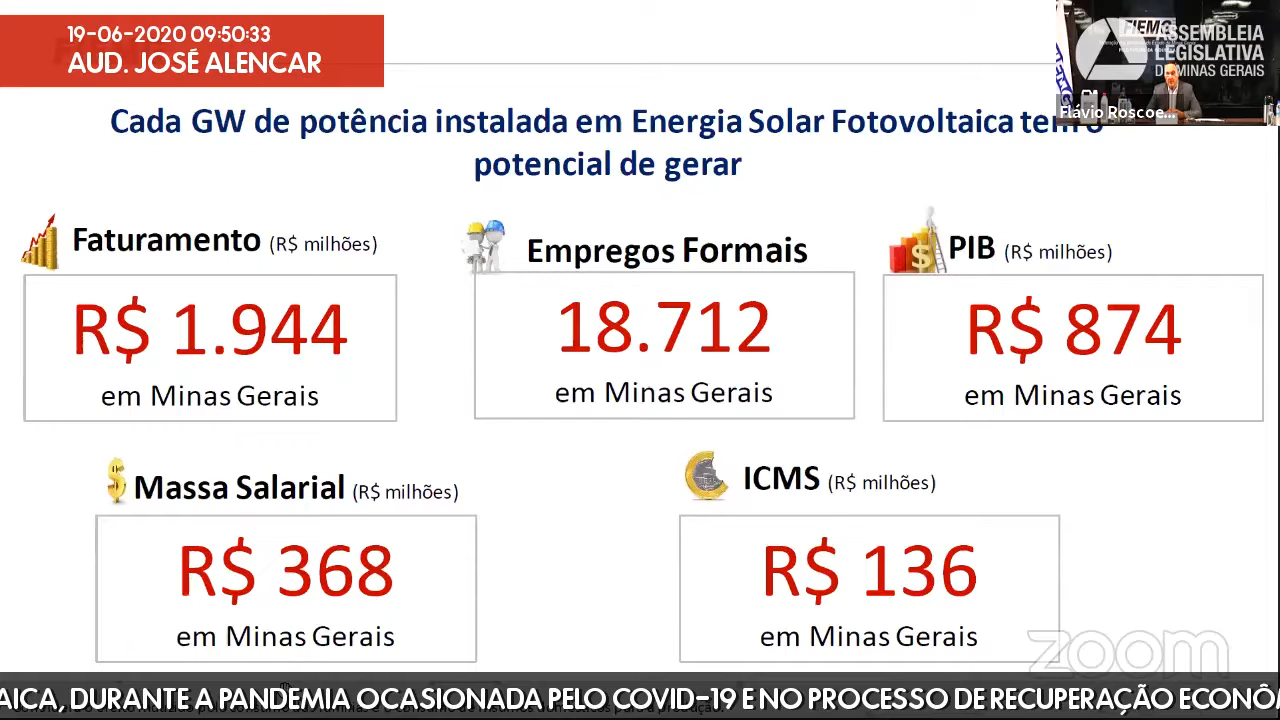 19-06-2020 09:50:33
AUD. JOSÉ ALENCAR
FIEMG
ASSEMBLEIA
LEGISLATIVA
DE MINAS GERAIS
Flávio Roscoe...
Cada GW de potência instalada em Energia Solar Fotovoltaica tem o
potencial de gerar
Faturamento (R$ milhões)
R$ 1.944
em Minas Gerais
Empregos Formais
18.712
em Minas Gerais
PIB (R$ milhões)
R$ 874
em Minas Gerais
Massa Salarial (R$ milhões)
R$ 368
em Minas Gerais
ICMS (R$ milhões)
R$ 136
em Minas Gerais
zoom
AICA, DURANTE A PANDEMIA OCASIONADA PELO COVID-19 E NO PROCESSO DE RECUPERAÇÃO ECONÔ